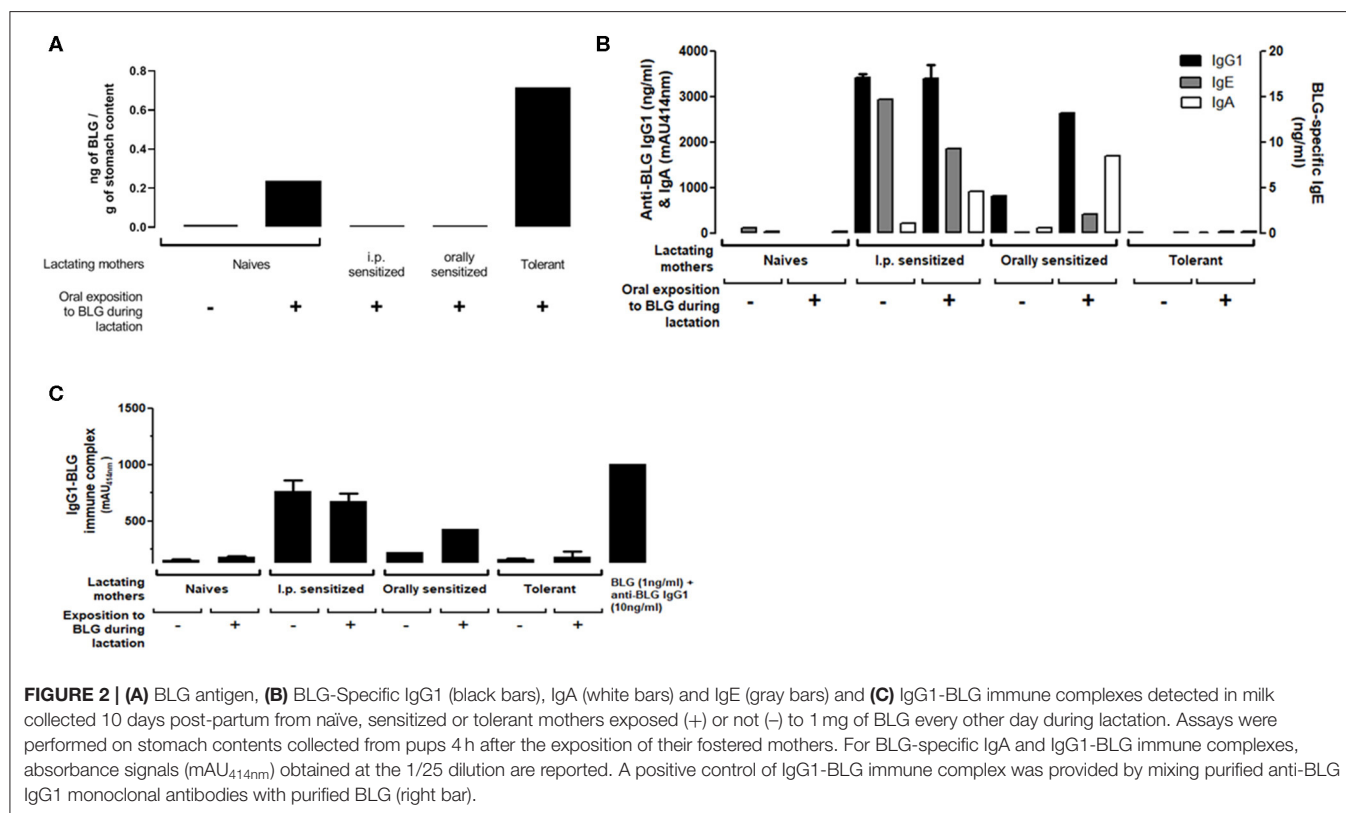 A
ng of BLG /
g of stomach content
0.8
0.6
0.4
0.2
0.0
Lactating mothers
Naives
i.p.
sensitized
orally
sensitized
Tolerant
Oral exposition
to BLG during
lactation
- + + + +
B
Anti-BLG IgG1 (ng/ml)
& IgA (mAU414nm)
4000
3000
2000
1000
0
IgG1
IgE
IgA
20
15
10
5
0
BLG-specific IgE
(ng/ml)
Lactating
mothers
Naives I.p. sensitized Orally sensitized Tolerant
Oral exposition
to BLG during
lactation
- + - + - + - +
C
IgG1-BLG
immune complex
(mAU414nm)
1500
1000
500
Lactating
mothers
Naives I.p. sensitized Orally sensitized Tolerant
BLG (1ng/ml) +
anti-BLG IgG1
(10ng/ml)
Exposition to
BLG during
lactation
- + - + - + - +
FIGURE 2 | (A) BLG antigen, (B) BLG-Specific IgG1 (black bars), IgA (white bars) and IgE (gray bars) and (C) IgG1-BLG immune complexes detected in milk
collected 10 days post-partum from naïve, sensitized or tolerant mothers exposed (+) or not (–) to 1 mg of BLG every other day during lactation. Assays were
performed on stomach contents collected from pups 4 h after the exposition of their fostered mothers. For BLG-specific IgA and IgG1-BLG immune complexes,
absorbance signals (mAU414nm) obtained at the 1/25 dilution are reported. A positive control of IgG1-BLG immune complex was provided by mixing purified anti-BLG
IgG1 monoclonal antibodies with purified BLG (right bar).